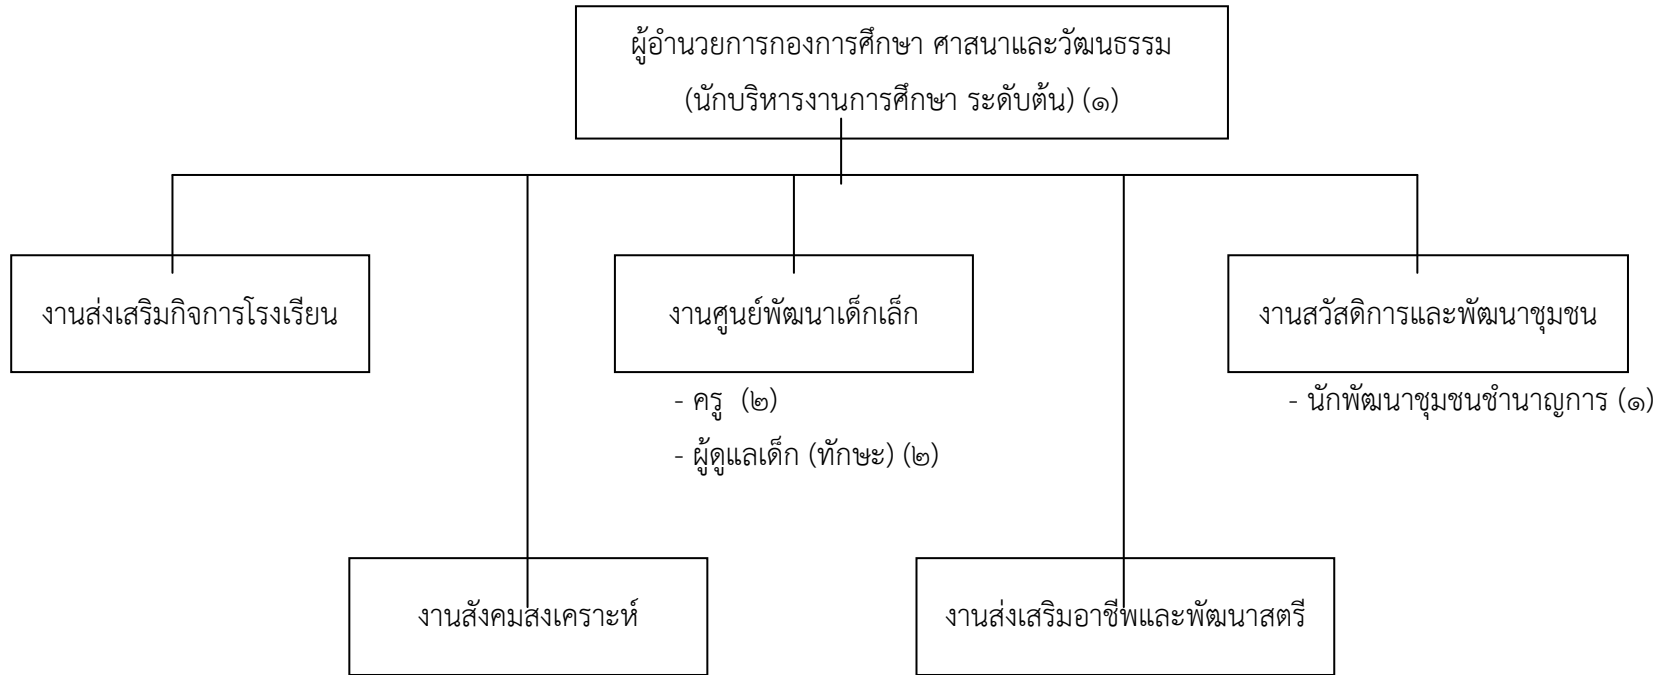 ผู้อำนวยการกองการศึกษา ศาสนาและวัฒนธรรม
(นักบริหารงานการศึกษา ระดับต้น) (๑)
งานส่งเสริมกิจการโรงเรียน
งานศูนย์พัฒนาเด็กเล็ก
- ครู (๒)
- ผู้ดูแลเด็ก (ทักษะ) (๒)
งานสวัสดิการและพัฒนาชุมชน
- นักพัฒนาชุมชนชำนาญการ (๑)
งานสังคมสงเคราะห์
งานส่งเสริมอาชีพและพัฒนาสตรี